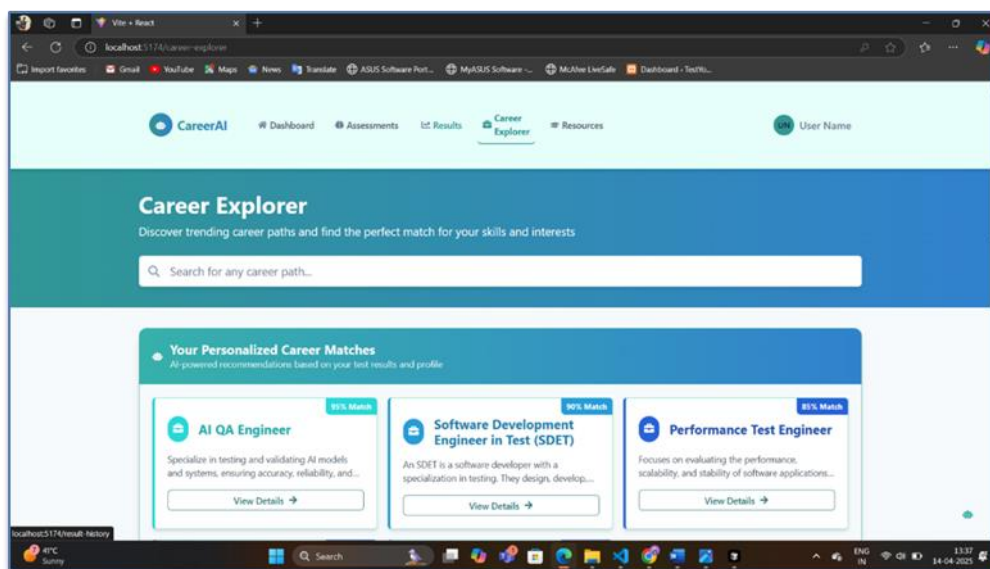 Vite + React
localhost:5174/career-explorer
Import favorites Gmail YouTube Maps News Translate ASUS Software Port... MyASUS Software -... McAfee LiveSafe Dashboard - TestYo...
CareerAI Dashboard Assessments Results Career Explorer Resources UN User Name
Career Explorer
Discover trending career paths and find the perfect match for your skills and interests
Search for any career path...
Your Personalized Career Matches
AI-powered recommendations based on your test results and profile
95% Match
AI QA Engineer
Specialize in testing and validating AI models
and systems, ensuring accuracy, reliability, and...
View Details →
90% Match
Software Development
Engineer in Test (SDET)
An SDET is a software developer with a
specialization in testing. They design, develop,...
View Details →
85% Match
Performance Test Engineer
Focuses on evaluating the performance,
scalability, and stability of software applications...
View Details →
localhost:5174/result-history
41°C
Sunny
Search
ENG
IN
13:37
14-04-2025